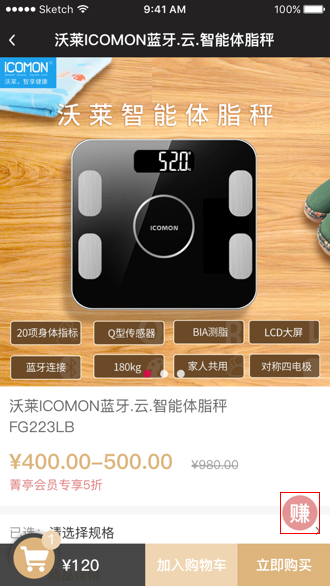 Sketch 9:41 AM 100%
沃莱ICOMON蓝牙.云.智能体脂秤
ICOMON
沃莱，智享健康
沃莱智能体脂秤
52.0
ICOMON
20项身体指标 Q型传感器 BIA测脂 LCD大屏
蓝牙连接 180kg 家人共用 对称四电极
沃莱ICOMON蓝牙.云.智能体脂秤
FG223LB
¥400.00–500.00 ¥980.00
菁亭会员专享5折
赚
已选： 请选择规格
1
¥120 加入购物车 立即购买